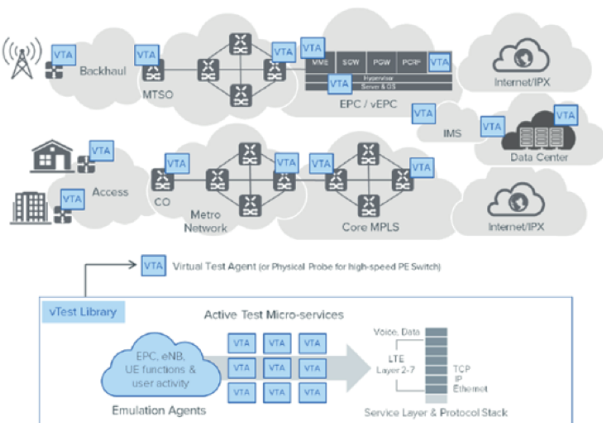 VTA
Backhaul
VTA
MTSO
VTA
VTA
MME SGW PGW PCRF VTA
Hypervisor
VTA
Server & OS
EPC / vEPC
Internet/IPX
VTA
IMS
VTA
VTA
Data Center
VTA
Access
VTA
VTA
CO
Metro
Network
VTA
VTA
Core MPLS
VTA
Internet/IPX
VTA Virtual Test Agent (or Physical Probe for high-speed PE Switch)
vTest Library
Active Test Micro-services
EPC, eNB,
UE functions &
user activity
Emulation Agents
VTA VTA VTA
VTA VTA VTA
VTA VTA VTA
Voice, Data
LTE
Layer 2-7
TCP
IP
Ethernet
Service Layer & Protocol Stack